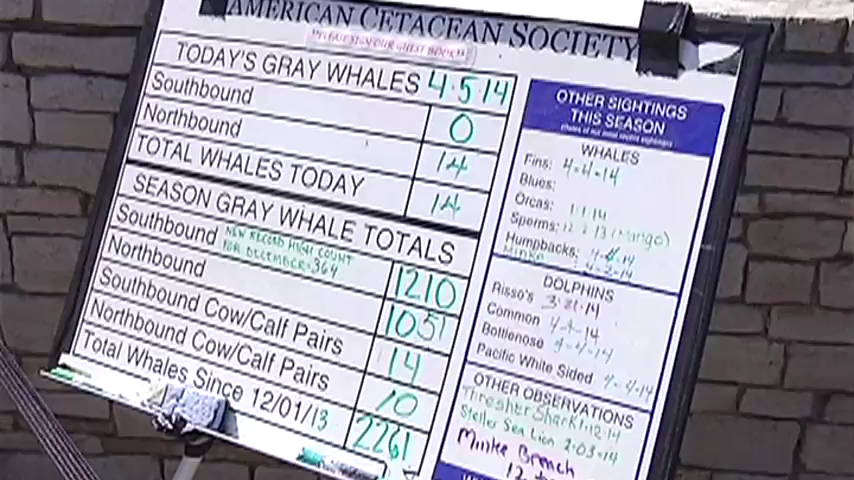 AMERICAN CETACEAN SOCIETY
TODAY'S GRAY WHALES 4.5.14
Southbound 0
Northbound 14
TOTAL WHALES TODAY 14
SEASON GRAY WHALE TOTALS
Southbound NEW RECORD HIGH COUNT FOR DECEMBER=364 1210
Northbound 1051
Southbound Cow/Calf Pairs 14
Northbound Cow/Calf Pairs 10
Total Whales Since 12/01/13 2261
OTHER SIGHTINGS
THIS SEASON
WHALES
Fins: 4-4-14
Blues:
Orcas: 1.1.14
Sperms: 12.2.13 (Mango)
Humpbacks:
Minke 4-2-14
DOLPHINS
Risso's 3-21-14
Common 4-4-14
Bottlenose 4-4-14
Pacific White Sided 4-4-14
OTHER OBSERVATIONS
Thresher Shark 1-12-14
Steller Sea Lion 2-03-14
Minke Breach